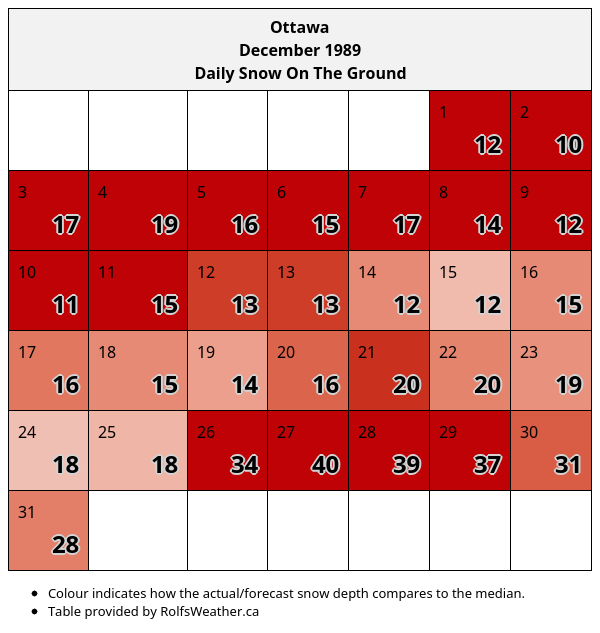 Ottawa
December 1989
Daily Snow On The Ground
1 2
12 10
3 4 5 6 7 8 9
17 19 16 15 17 14 12
10 11 12 13 14 15 16
11 15 13 13 12 12 15
17 18 19 20 21 22 23
16 15 14 16 20 20 19
24 25 26 27 28 29 30
18 18 34 40 39 37 31
31
28
• Colour indicates how the actual/forecast snow depth compares to the median.
• Table provided by RolfsWeather.ca